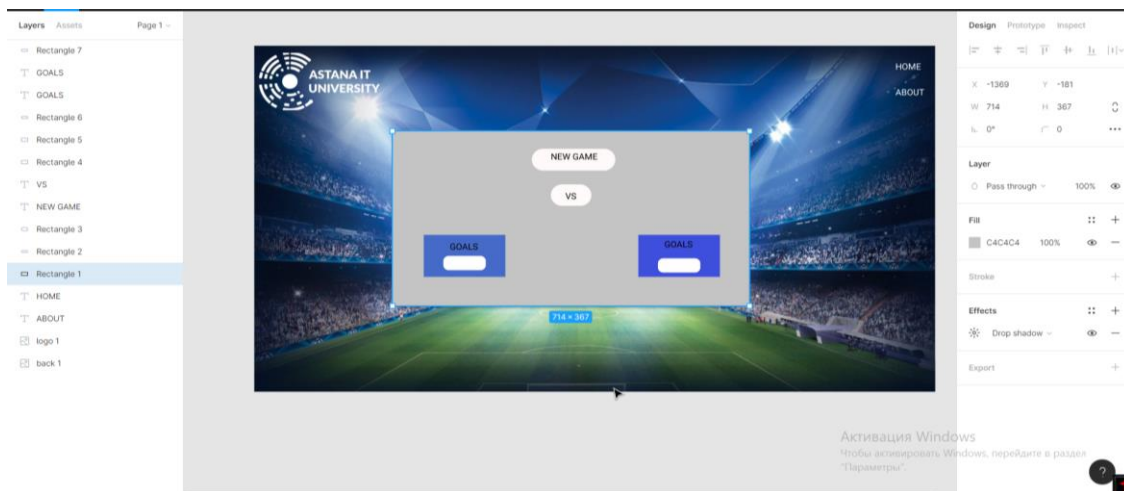 Layers Assets Page 1
Rectangle 7
GOALS
GOALS
Rectangle 6
Rectangle 5
Rectangle 4
VS
NEW GAME
Rectangle 3
Rectangle 2
Rectangle 1
HOME
ABOUT
logo 1
back 1
ASTANA IT
UNIVERSITY
HOME
ABOUT
NEW GAME
VS
GOALS
GOALS
714 × 367
Design Prototype Inspect
X -1369 Y -181
W 714 H 367
0° 0
Layer
Pass through 100%
Fill
C4C4C4 100%
Stroke
Effects
Drop shadow
Export
Активация Windows
Чтобы активировать Windows, перейдите в раздел
"Параметры".
?